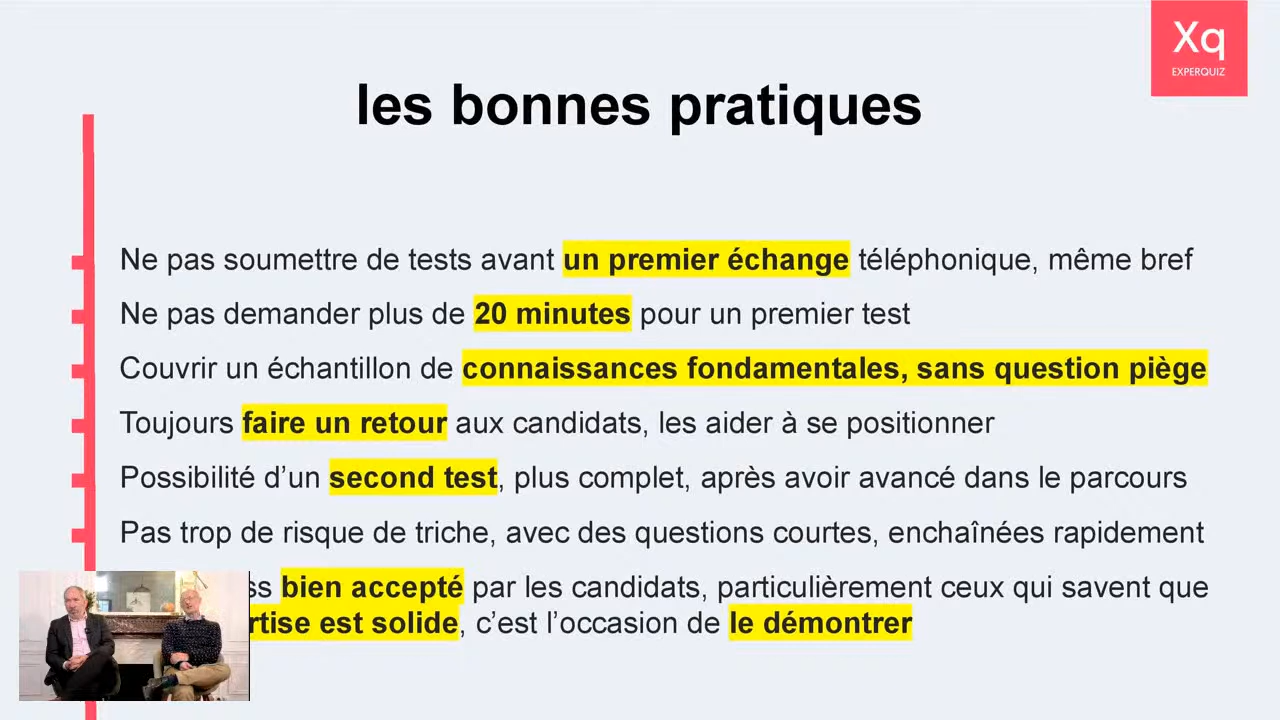 Xq
EXPERQUIZ
les bonnes pratiques
Ne pas soumettre de tests avant un premier échange téléphonique, même bref
Ne pas demander plus de 20 minutes pour un premier test
Couvrir un échantillon de connaissances fondamentales, sans question piège
Toujours faire un retour aux candidats, les aider à se positionner
Possibilité d’un second test, plus complet, après avoir avancé dans le parcours
Pas trop de risque de triche, avec des questions courtes, enchaînées rapidement
bien accepté par les candidats, particulièrement ceux qui savent que
est solide, c’est l’occasion de le démontrer